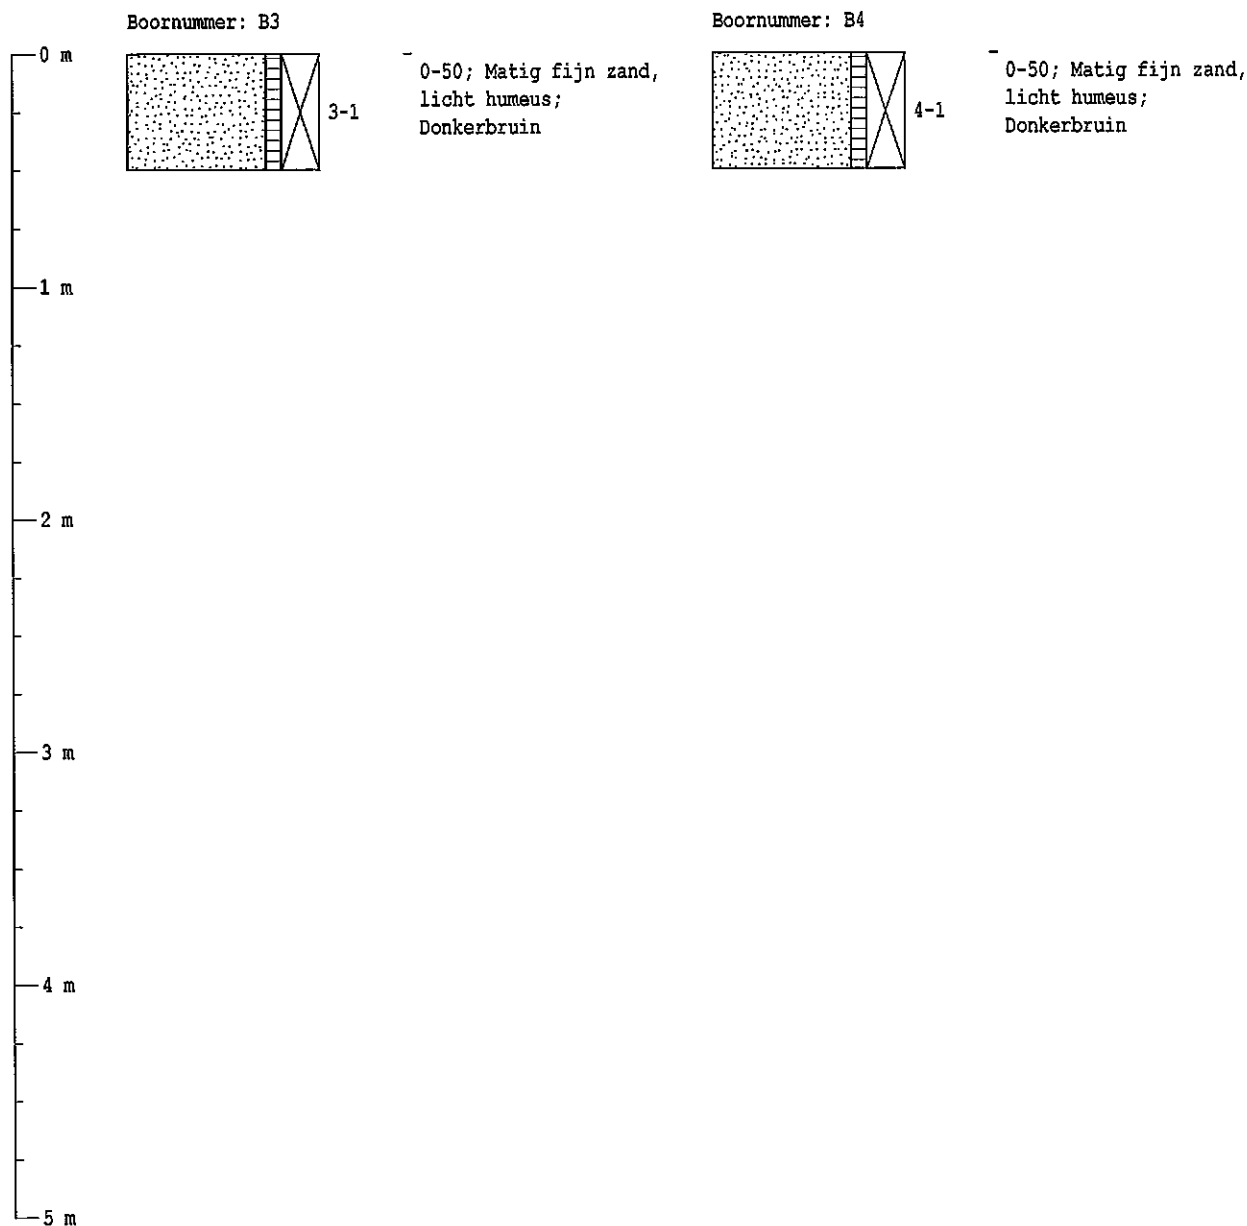 Boornummer: B3
3-1
0-50; Matig fijn zand,
licht humeus;
Donkerbruin
Boornummer: B4
4-1
0-50; Matig fijn zand,
licht humeus;
Donkerbruin
0 m
1 m
2 m
3 m
4 m
5 m